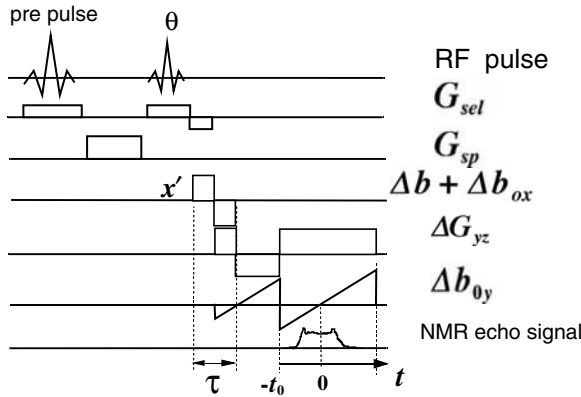 pre pulse
θ
RF pulse
G_sel
G_sp
x′
Δb + Δb_ox
ΔG_yz
Δb_0y
NMR echo signal
τ
-t_0
0
t